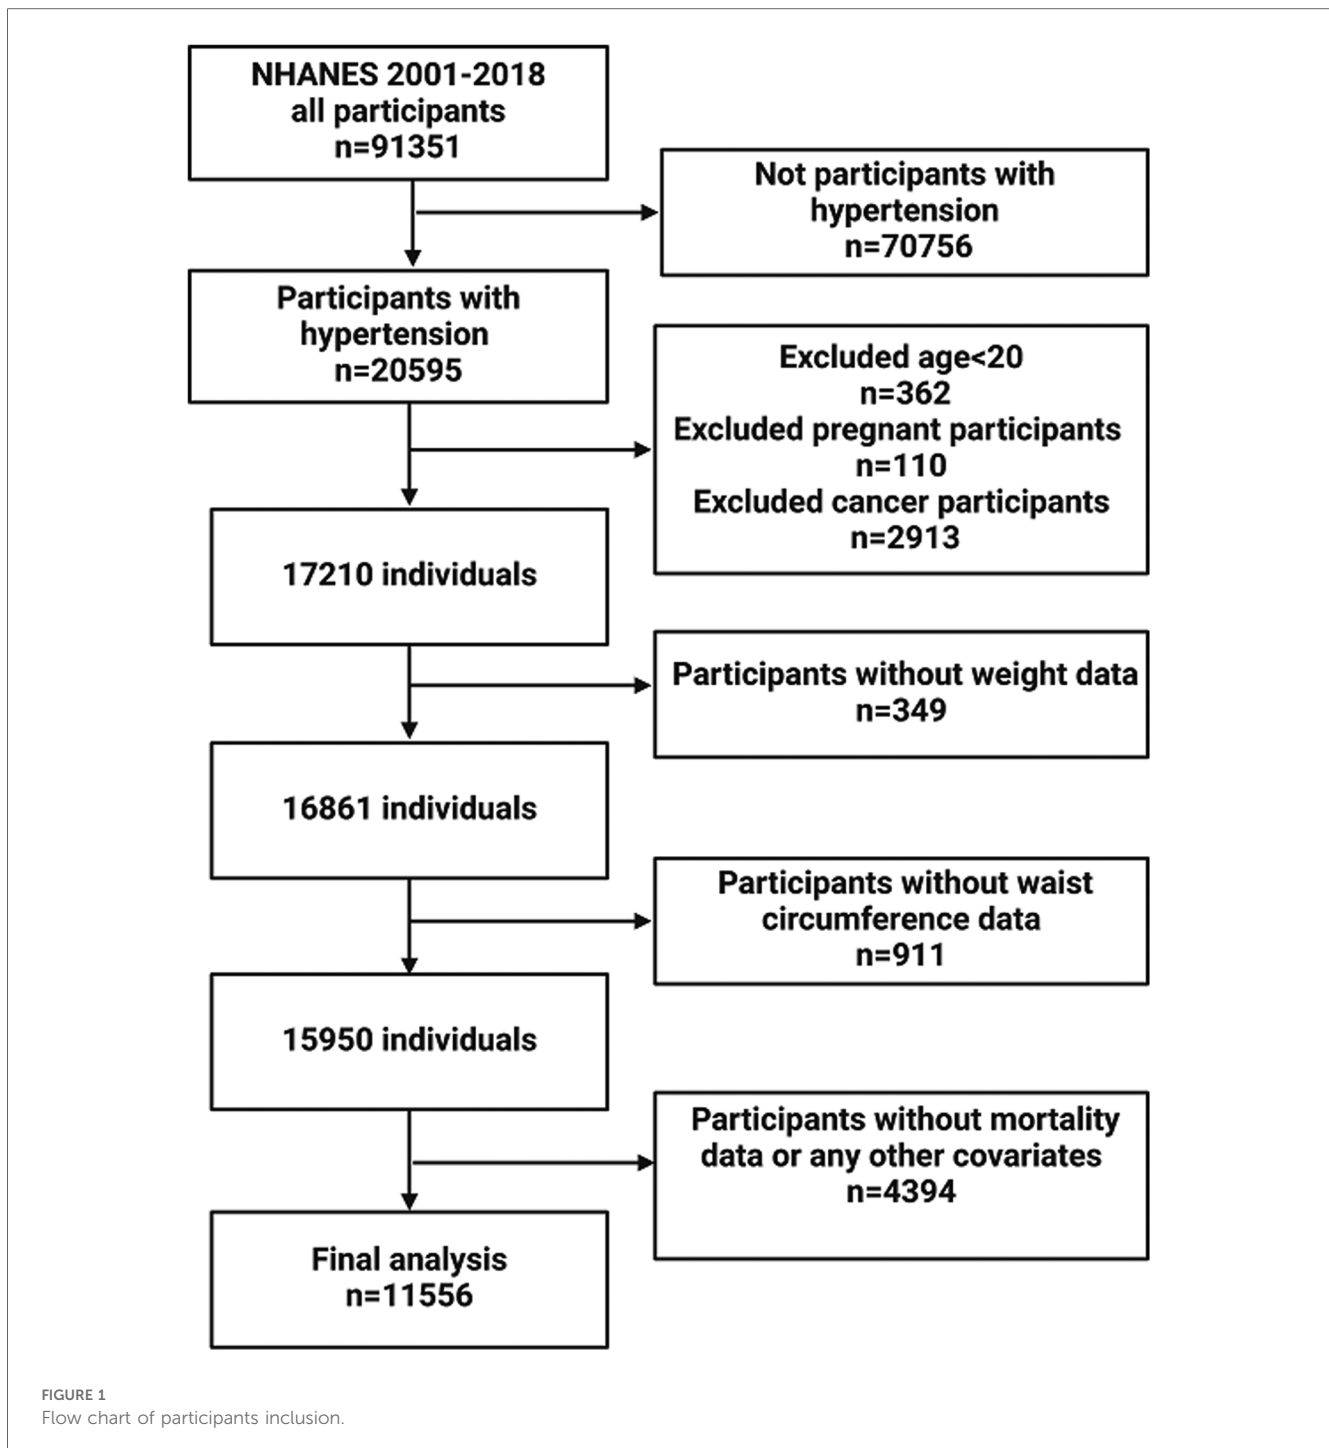 NHANES 2001-2018
all participants
n=91351
Not participants with
hypertension
n=70756
Participants with
hypertension
n=20595
Excluded age<20
n=362
Excluded pregnant participants
n=110
Excluded cancer participants
n=2913
17210 individuals
Participants without weight data
n=349
16861 individuals
Participants without waist
circumference data
n=911
15950 individuals
Participants without mortality
data or any other covariates
n=4394
Final analysis
n=11556
FIGURE 1
Flow chart of participants inclusion.